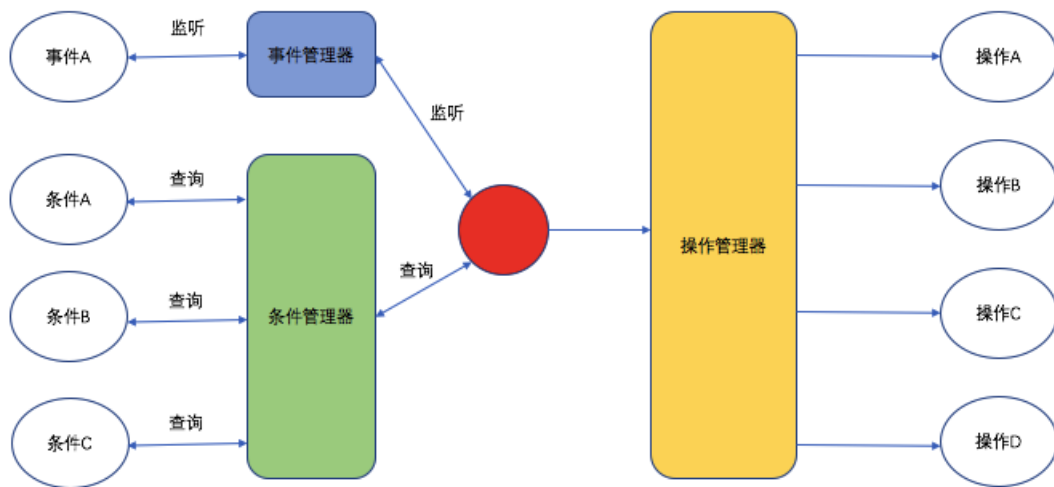 事件A
监听
事件管理器
监听
条件A
查询
条件B
查询
条件管理器
查询
条件C
查询
操作管理器
操作A
操作B
操作C
操作D